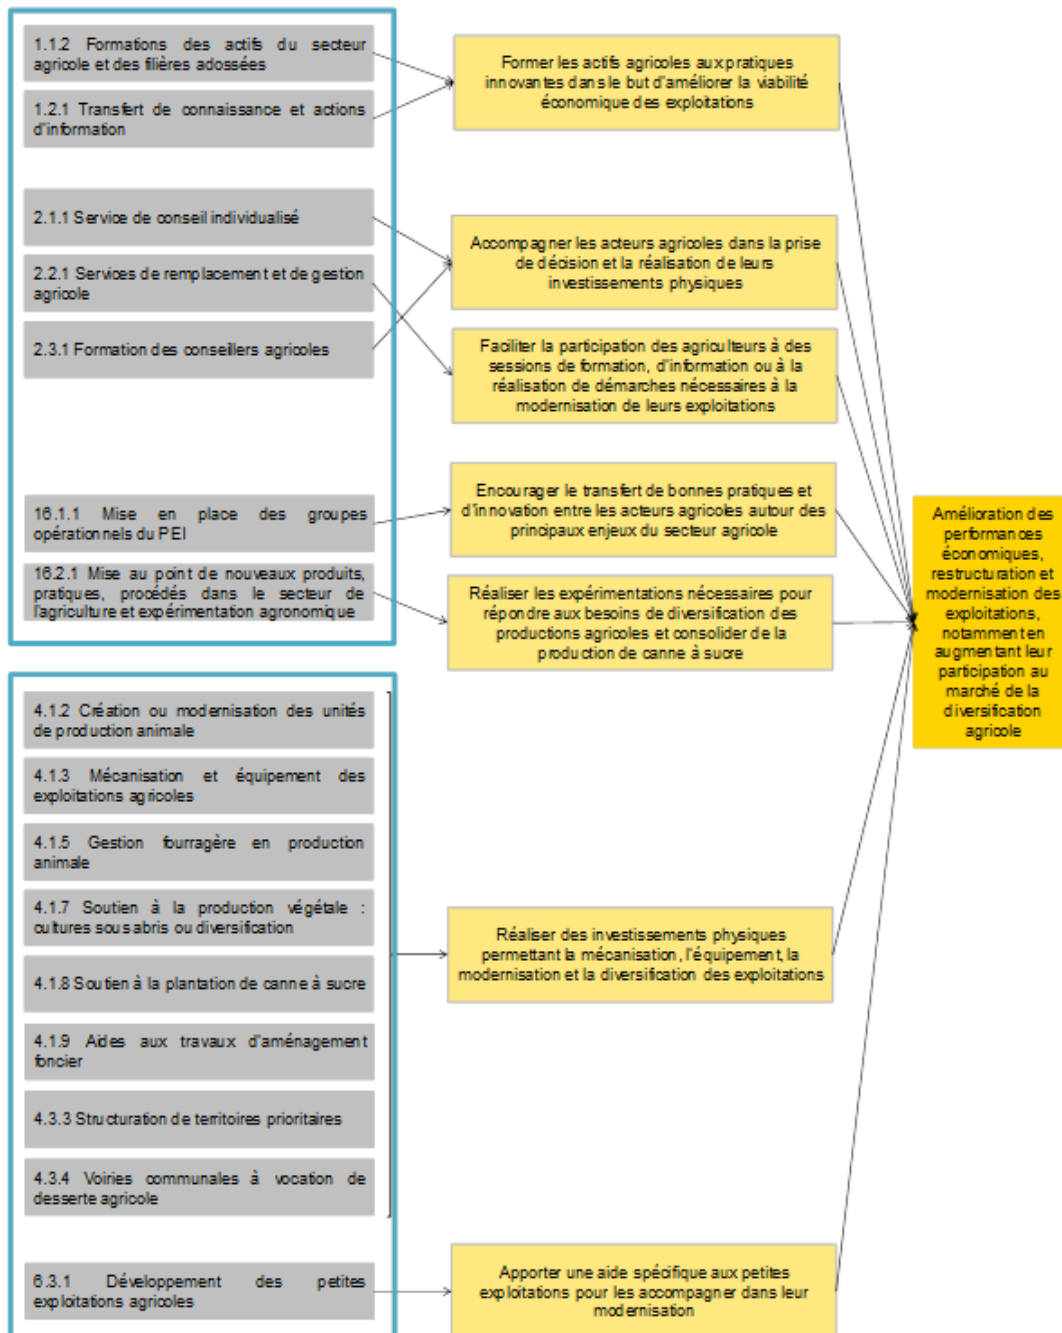 1.1.2 Formations des actifs du secteur
agricole et des filières adossées
1.2.1 Transfert de connaissance et actions
d'information
Former les actifs agricoles aux pratiques
innovantes dans le but d'améliorer la viabilité
économique des exploitations
2.1.1 Service de conseil individualisé
2.2.1 Services de remplacement et de gestion
agricole
2.3.1 Formation des conseillers agricoles
Accompagner les acteurs agricoles dans la prise
de décision et la réalisation de leurs
investissements physiques
Faciliter la participation des agriculteurs à des
sessions de formation, d'information ou à la
réalisation de démarches nécessaires à la
modernisation de leurs exploitations
16.1.1 Mise en place des groupes
opérationnels du PEI
16.2.1 Mise au point de nouveaux produits,
pratiques, procédés dans le secteur de
l'agriculture et expérimentation agronomique
Encourager le transfert de bonnes pratiques et
d'innovation entre les acteurs agricoles autour des
principaux enjeux du secteur agricole
Réaliser les expérimentations nécessaires pour
répondre aux besoins de diversification des
productions agricoles et consolider de la
production de canne à sucre
Amélioration des
performances
économiques,
restructuration et
modernisation des
exploitations,
notamment en
augmentant leur
participation au
marché de la
diversification
agricole
4.1.2 Création ou modernisation des unités
de production animale
4.1.3 Mécanisation et équipement des
exploitations agricoles
4.1.5 Gestion fourragère en production
animale
4.1.7 Soutien à la production végétale :
cultures sous abris ou diversification
4.1.8 Soutien à la plantation de canne à sucre
4.1.9 Aides aux travaux d'aménagement
foncier
4.3.3 Structuration de territoires prioritaires
4.3.4 Voiries communales à vocation de
desserte agricole
Réaliser des investissements physiques
permettant la mécanisation, l'équipement, la
modernisation et la diversification des exploitations
6.3.1 Développement des petites
exploitations agricoles
Apporter une aide spécifique aux petites
exploitations pour les accompagner dans leur
modernisation